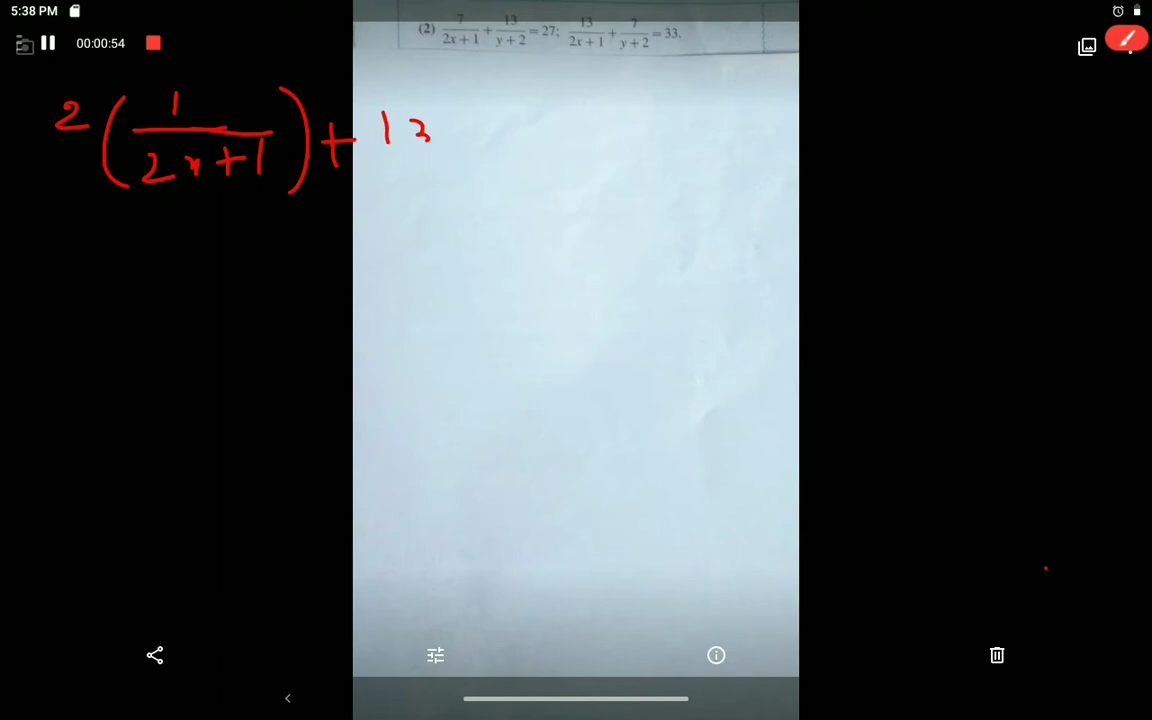 5:38 PM
00:00:54
(2) 7/(2x+1) + 13/(y+2) = 27; 13/(2x+1) + 7/(y+2) = 33.
2 (1/(2x+1)) + 13